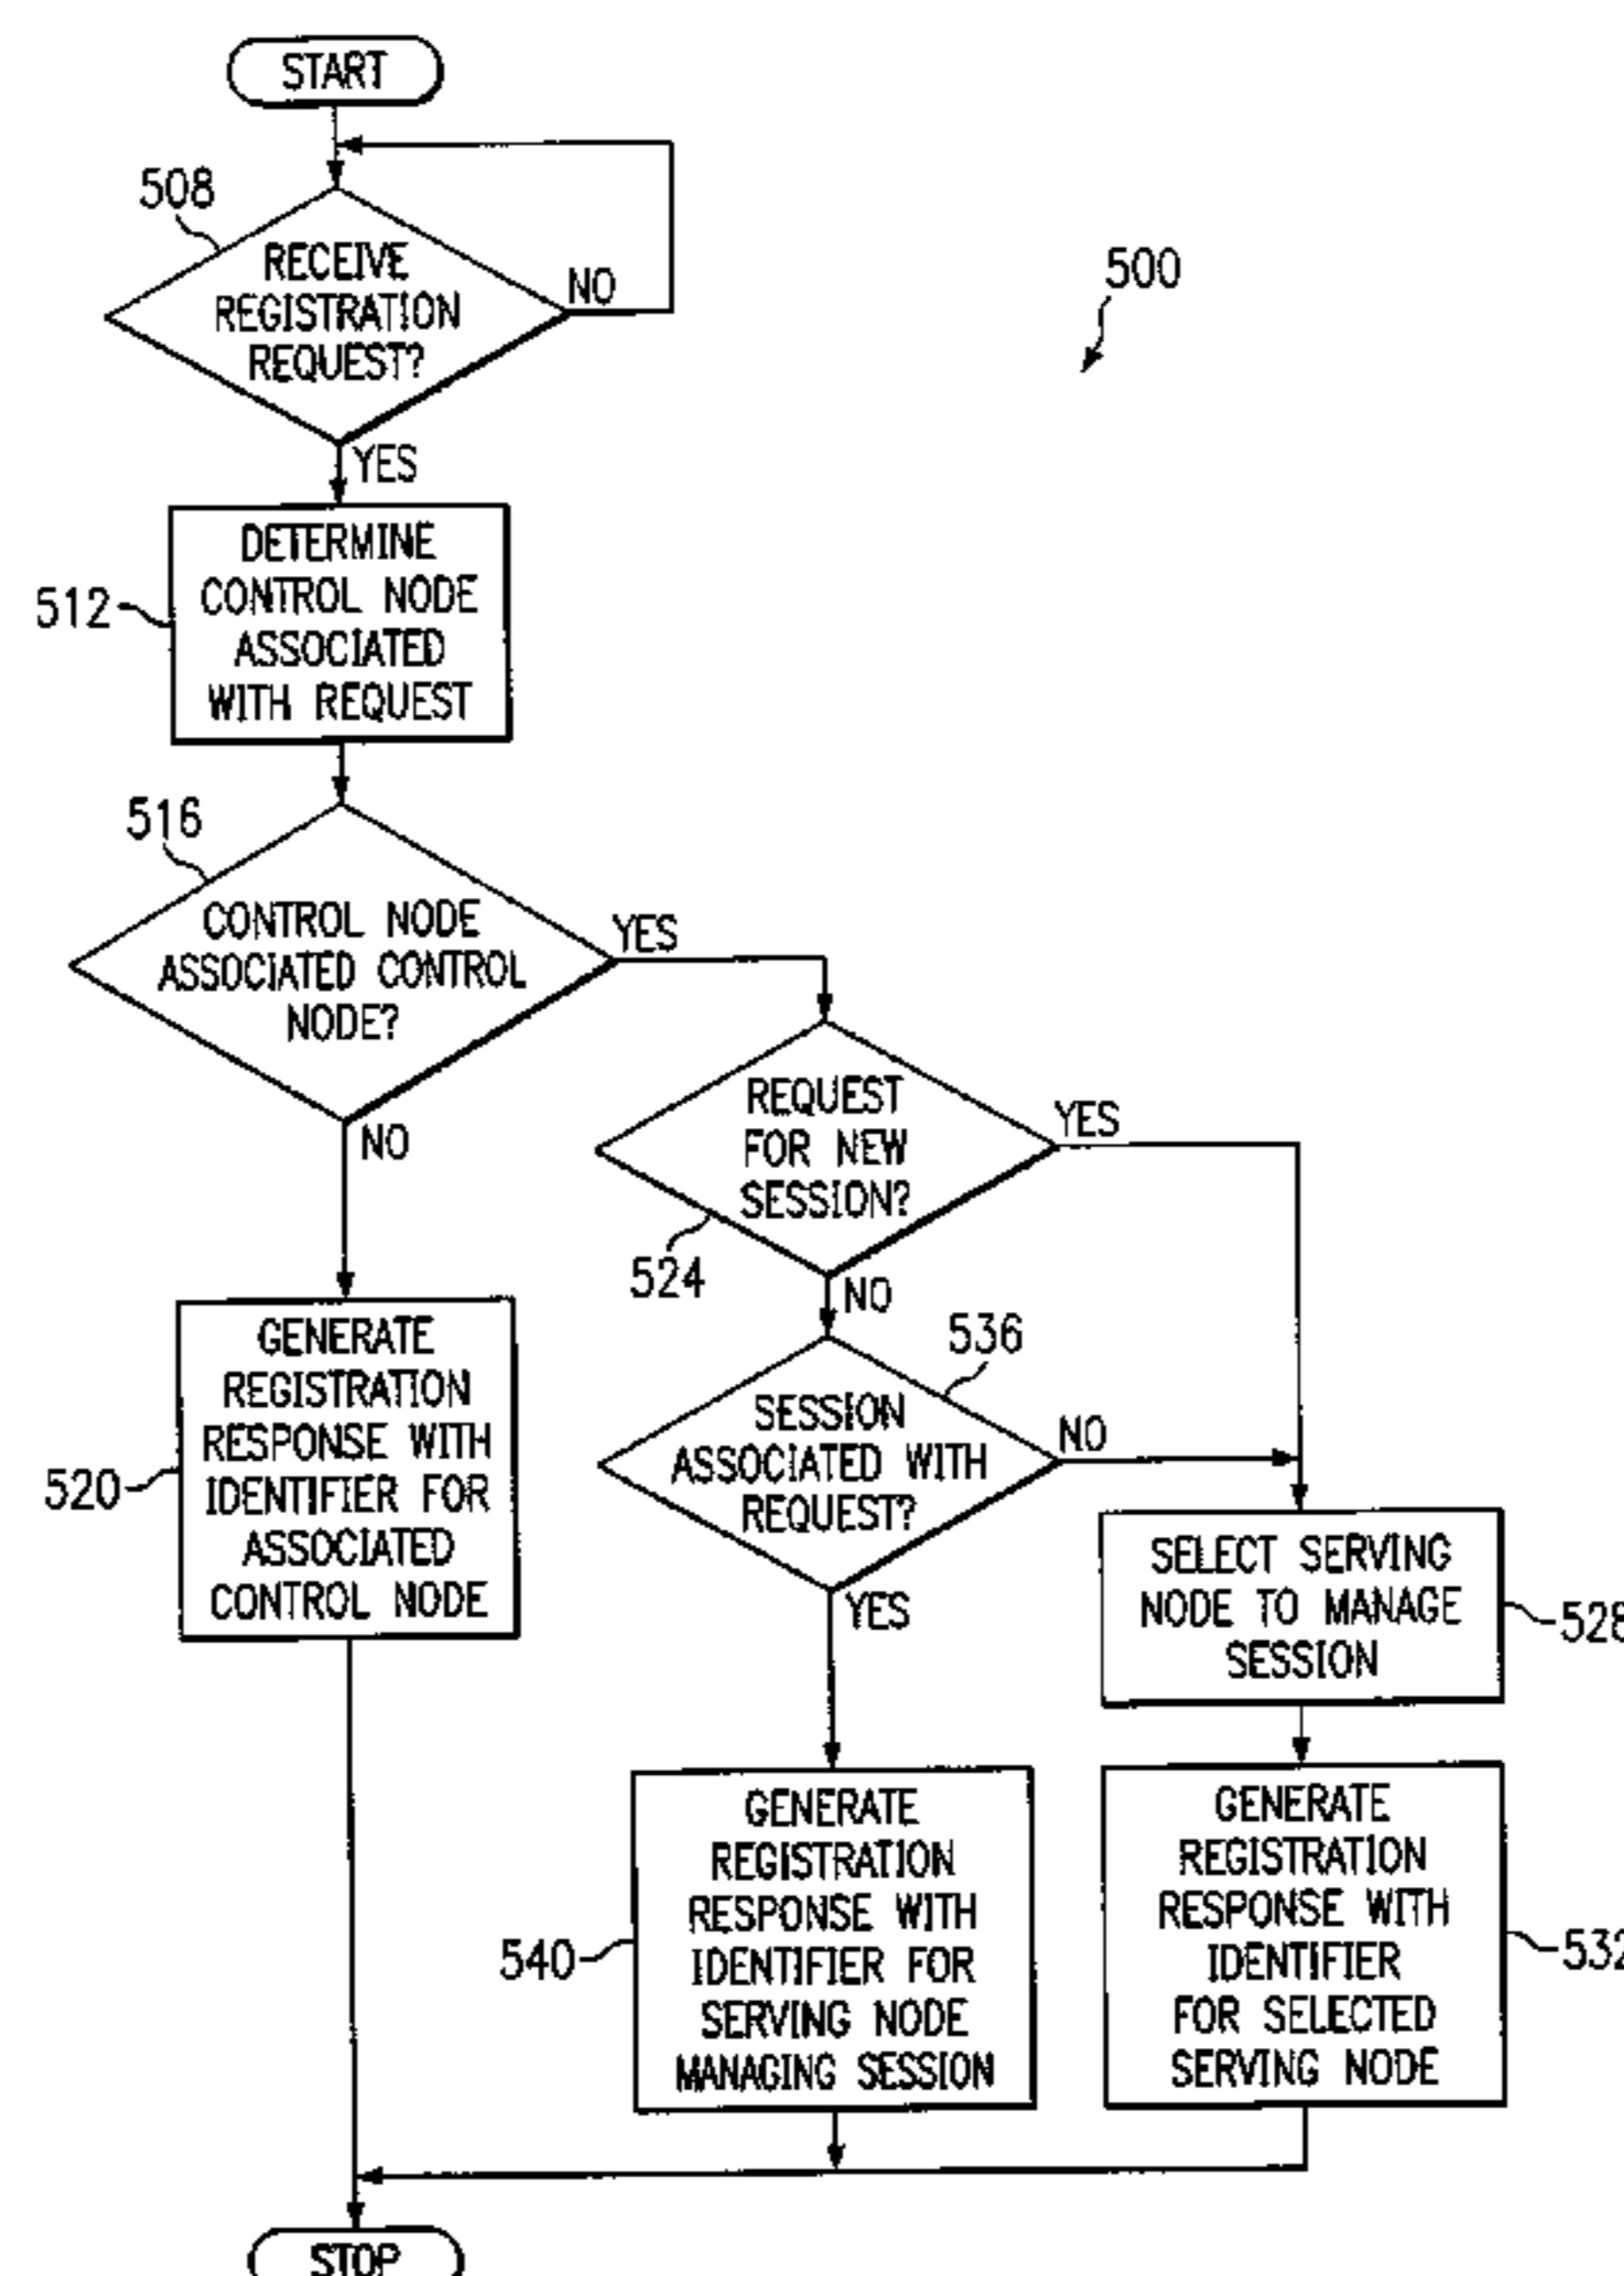 START
508
RECEIVE
REGISTRATION
REQUEST?
NO
500
YES
DETERMINE
CONTROL NODE
ASSOCIATED
WITH REQUEST
512
516
CONTROL NODE
ASSOCIATED CONTROL
NODE?
YES
NO
REQUEST
FOR NEW
SESSION?
YES
524
NO
GENERATE
REGISTRATION
RESPONSE WITH
IDENTIFIER FOR
ASSOCIATED
CONTROL NODE
520
536
SESSION
ASSOCIATED WITH
REQUEST?
NO
YES
SELECT SERVING
NODE TO MANAGE
SESSION
528
GENERATE
REGISTRATION
RESPONSE WITH
IDENTIFIER FOR
SERVING NODE
MANAGING SESSION
540
GENERATE
REGISTRATION
RESPONSE WITH
IDENTIFIER
FOR SELECTED
SERVING NODE
532
STOP